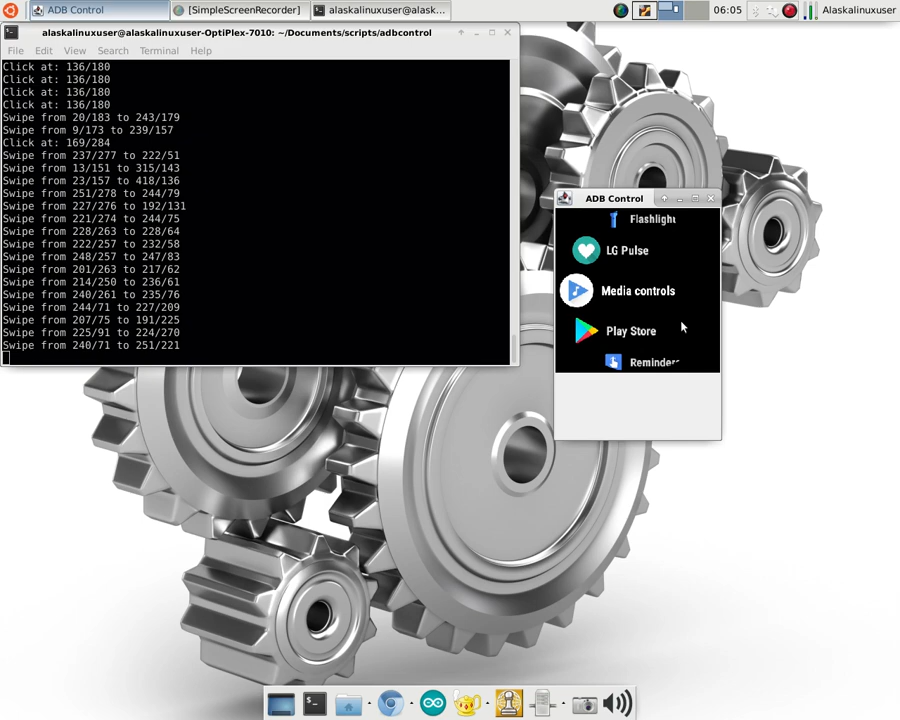 ADB Control
[SimpleScreenRecorder]
alaskalinuxuser@alask...
06:05
Alaskalinuxuser
alaskalinuxuser@alaskalinuxuser-OptiPlex-7010: ~/Documents/scripts/adbcontrol
File Edit View Search Terminal Help
Click at: 136/180
Click at: 136/180
Click at: 136/180
Click at: 136/180
Swipe from 20/183 to 243/179
Swipe from 9/173 to 239/157
Click at: 169/284
Swipe from 237/277 to 222/51
Swipe from 13/151 to 315/143
Swipe from 23/157 to 418/136
Swipe from 251/278 to 244/79
Swipe from 227/276 to 192/131
Swipe from 221/274 to 244/75
Swipe from 228/263 to 228/64
Swipe from 222/257 to 232/58
Swipe from 248/257 to 247/83
Swipe from 201/263 to 217/62
Swipe from 214/250 to 236/61
Swipe from 240/261 to 235/76
Swipe from 244/71 to 227/209
Swipe from 207/75 to 191/225
Swipe from 225/91 to 224/270
Swipe from 240/71 to 251/221
ADB Control
Flashlight
LG Pulse
Media controls
Play Store
Reminders
$_